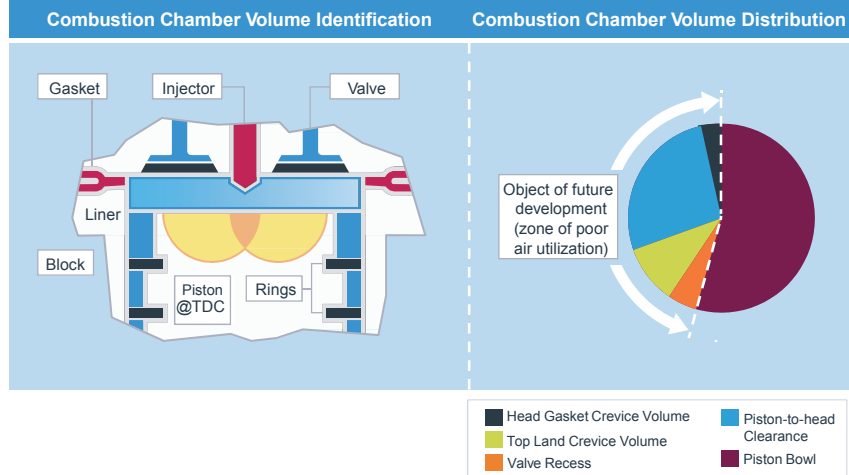 Combustion Chamber Volume Identification
Combustion Chamber Volume Distribution
Gasket
Injector
Valve
Liner
Block
Piston
@TDC
Rings
Object of future
development
(zone of poor
air utilization)
Head Gasket Crevice Volume
Top Land Crevice Volume
Valve Recess
Piston-to-head
Clearance
Piston Bowl